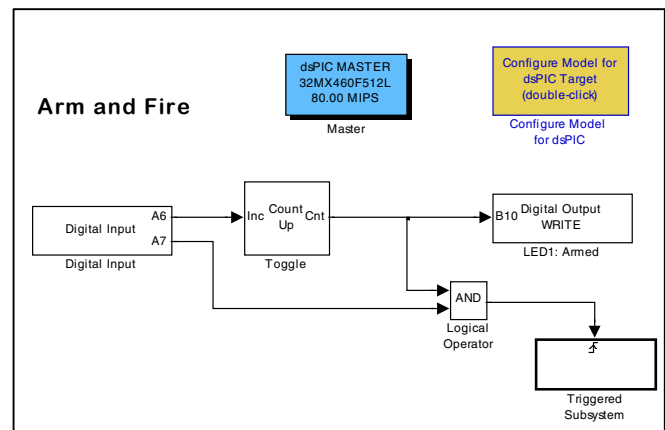 dsPIC MASTER
32MX460F512L
80.00 MIPS
Master
Configure Model for
dsPIC Target
(double-click)
Configure Model
for dsPIC
Arm and Fire
Digital Input
A6
A7
Digital Input
Inc
Count
Up
Cnt
Toggle
B10
Digital Output
WRITE
LED1: Armed
AND
Logical
Operator
Triggered
Subsystem